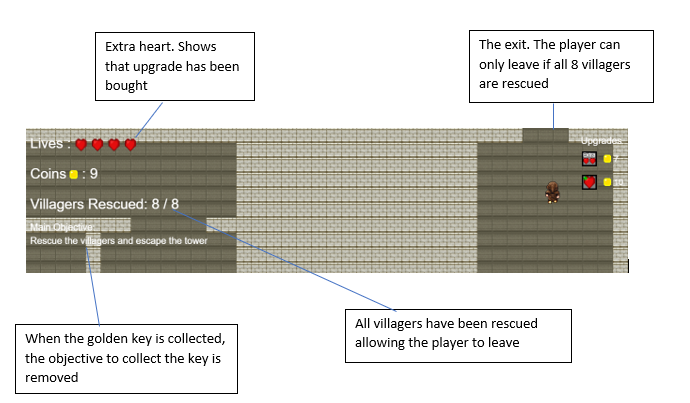 Extra heart. Shows
that upgrade has been
bought
The exit. The player can
only leave if all 8 villagers
are rescued
Lives :
Coins : 9
Villagers Rescued: 8 / 8
Main Objective:
Rescue the villagers and escape the tower
Upgrades
7
When the golden key is collected,
the objective to collect the key is
removed
All villagers have been rescued
allowing the player to leave